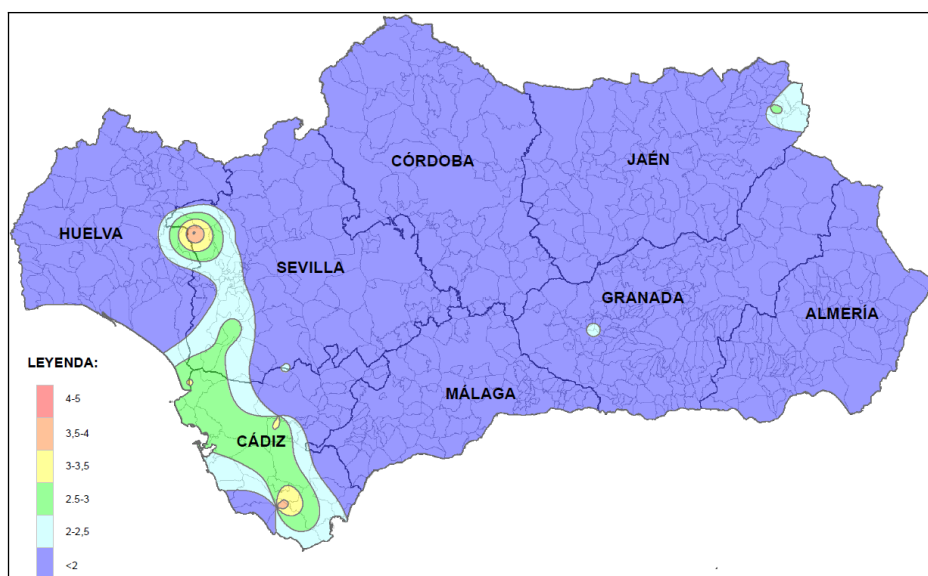 CÓRDOBA
JAÉN
HUELVA
SEVILLA
GRANADA
ALMERÍA
LEYENDA:
MÁLAGA
CÁDIZ
4-5
3,5-4
3-3,5
2.5-3
2-2,5
<2